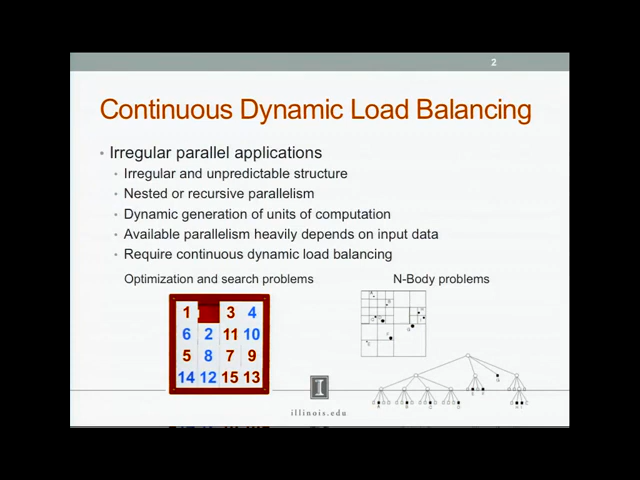 2
Continuous Dynamic Load Balancing
• Irregular parallel applications
• Irregular and unpredictable structure
• Nested or recursive parallelism
• Dynamic generation of units of computation
• Available parallelism heavily depends on input data
• Require continuous dynamic load balancing
Optimization and search problems
N-Body problems
1 3 4
6 2 11 10
5 8 7 9
14 12 15 13
I
illinois.edu